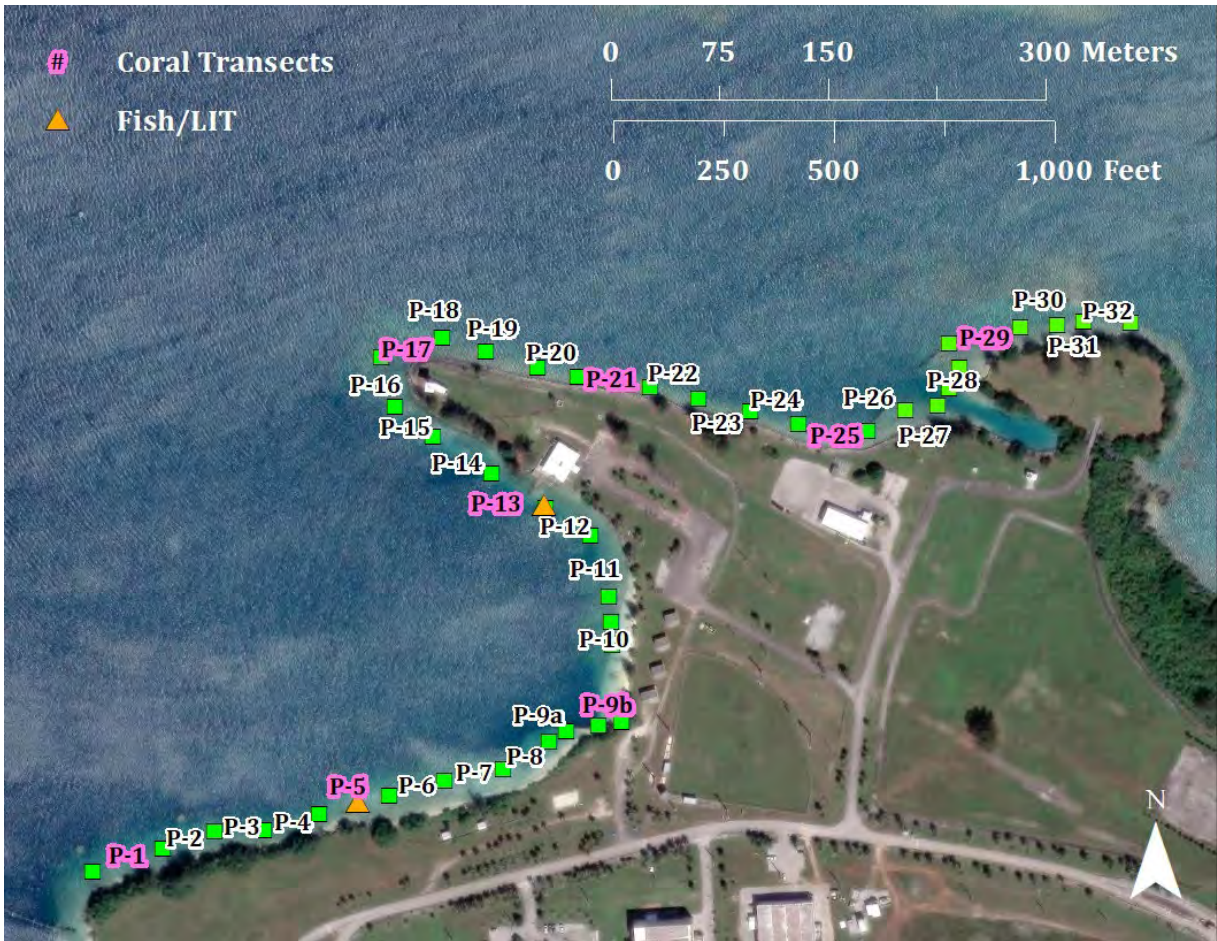 #
Coral Transects
Fish/LIT
0 75 150 300 Meters
0 250 500 1,000 Feet
P-18
P-19
P-17
P-20
P-16
P-21
P-22
P-15
P-23
P-24
P-25
P-26
P-27
P-28
P-29
P-30
P-31
P-32
P-14
P-13
P-12
P-11
P-10
P-9b
P-9a
P-8
P-7
P-6
P-5
P-4
P-3
P-2
P-1
N